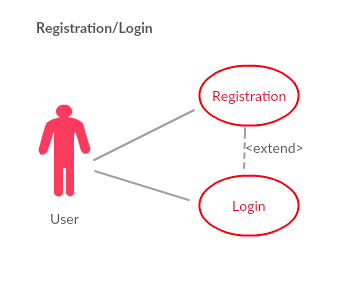 Registration/Login
Registration
<extend>
Login
User